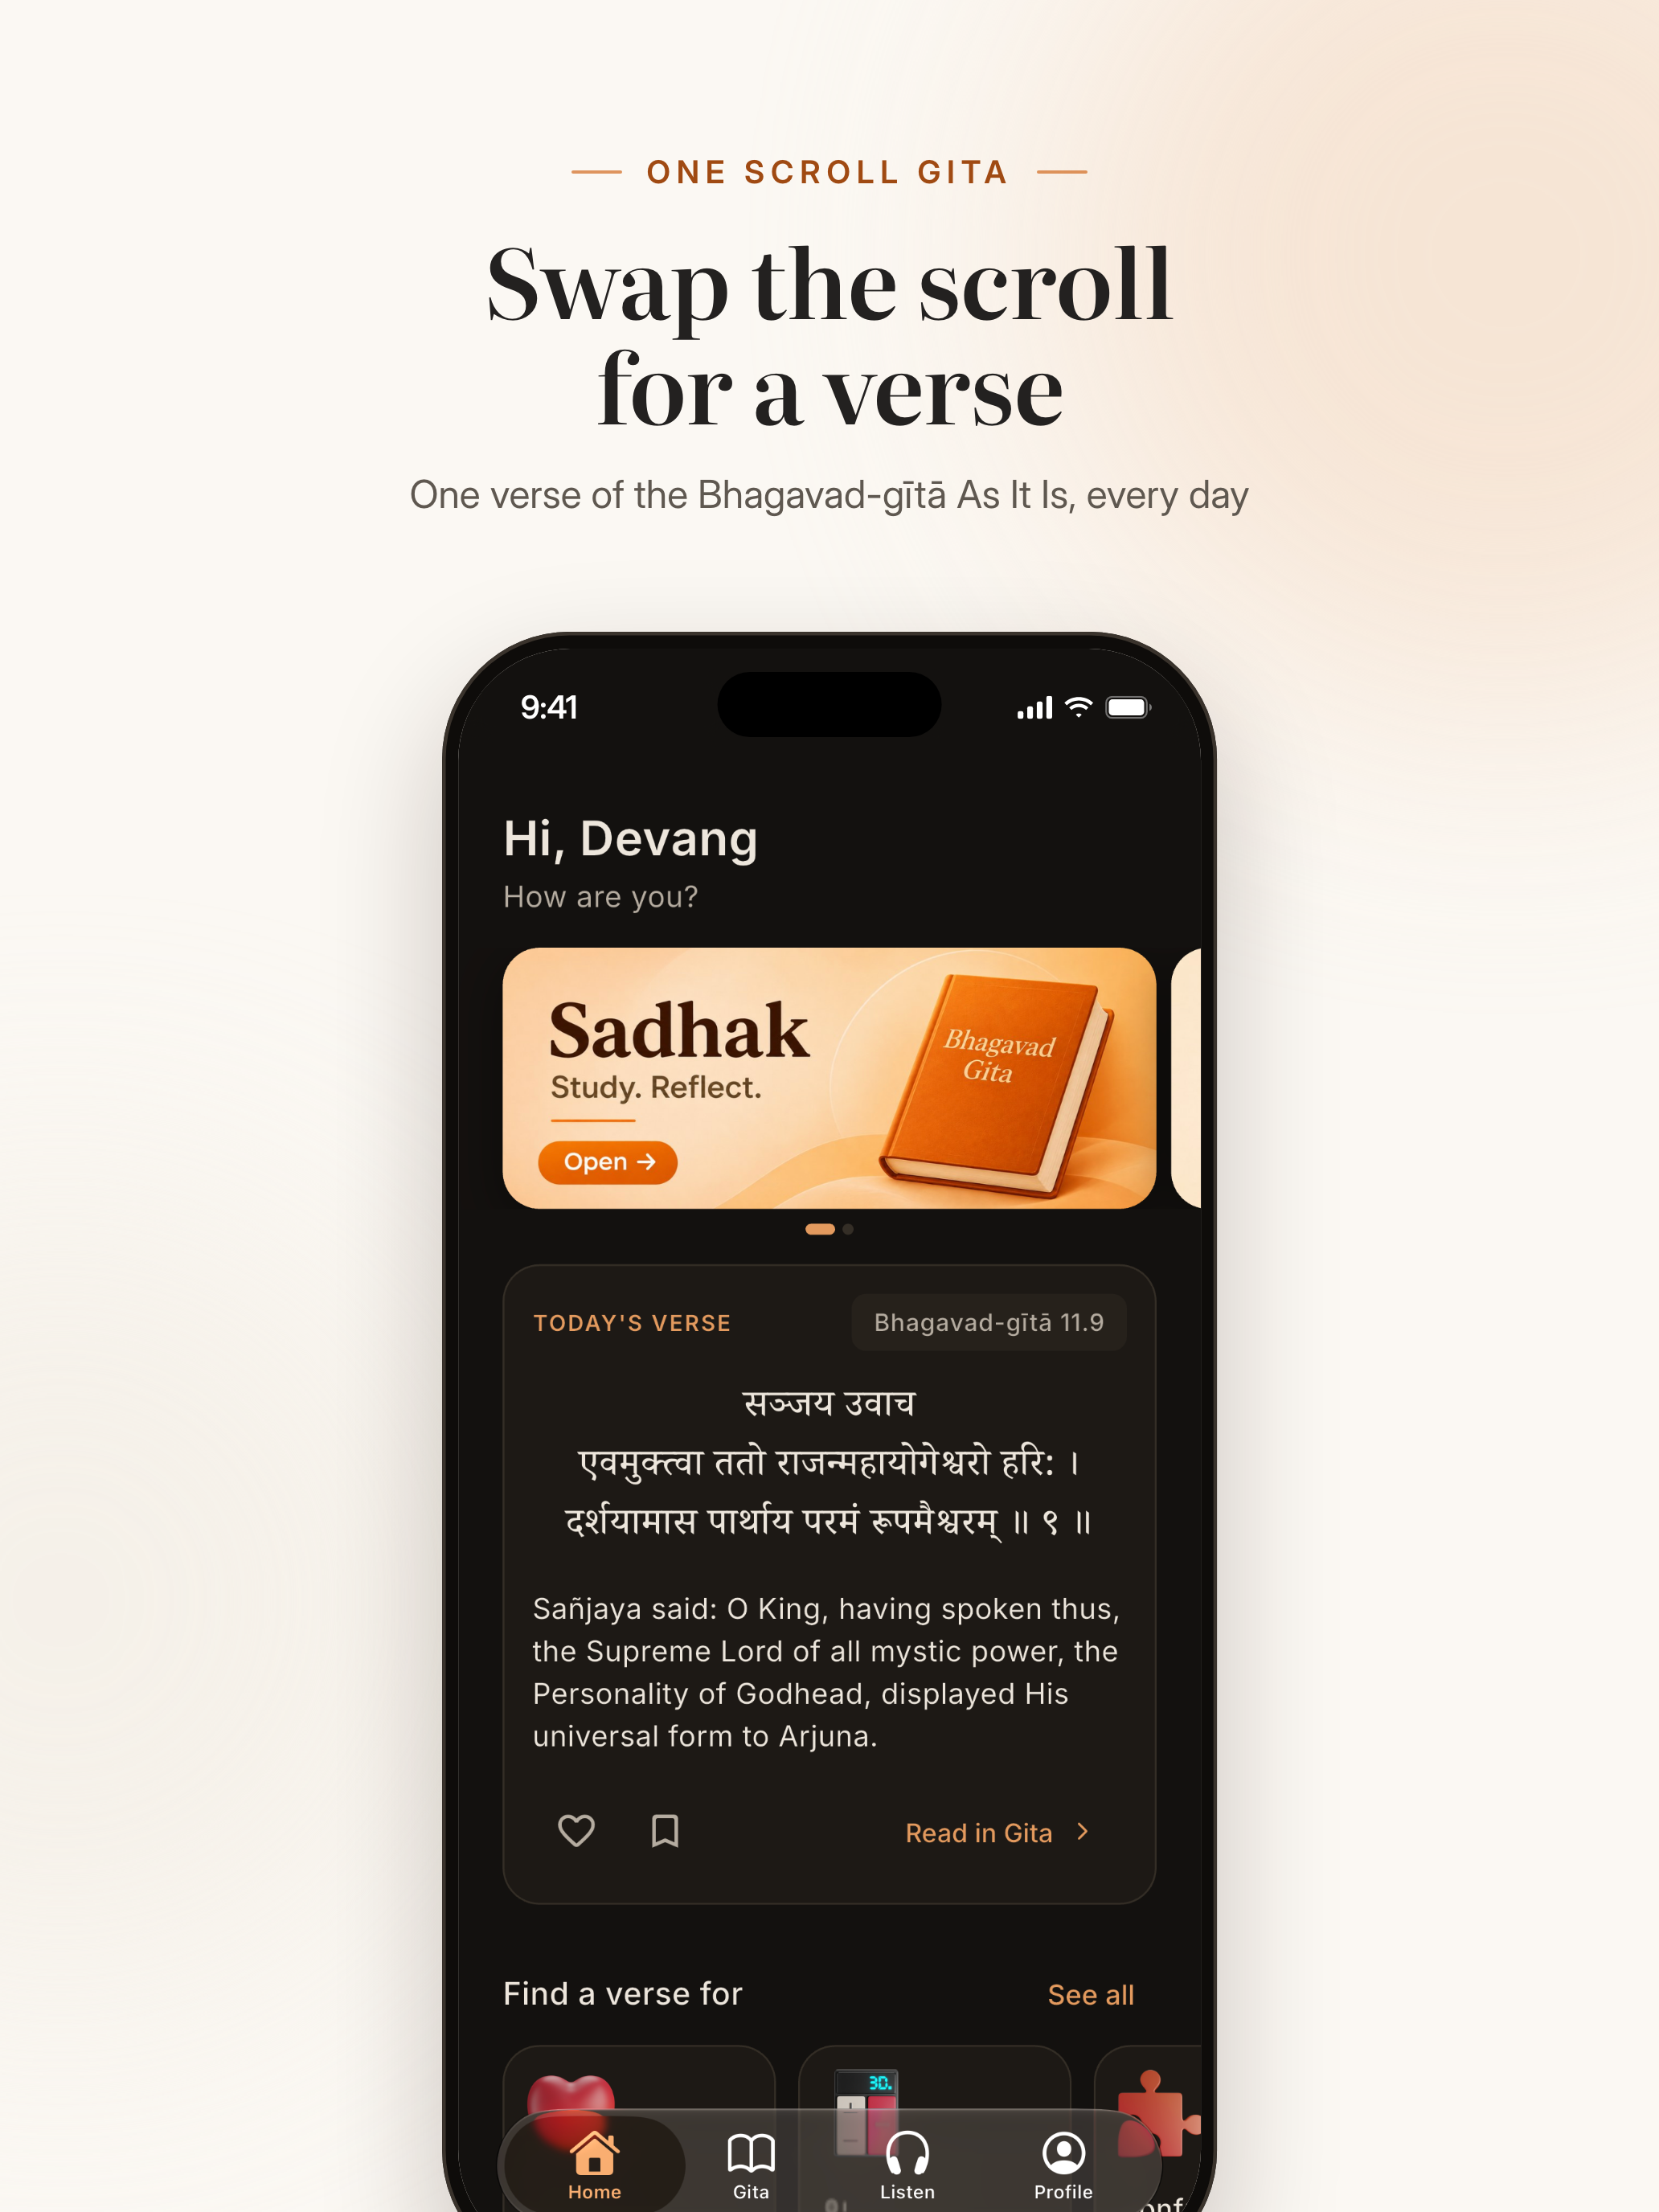 ONE SCROLL GITA
Swap the scroll
for a verse
One verse of the Bhagavad-gītā As It Is, every day
9:41
Hi, Devang
How are you?
Sadhak
Study. Reflect.
Open →
Bhagavad
Gita
TODAY'S VERSE
Bhagavad-gītā 11.9
सञ्जय उवाच
एवमुक्त्वा ततो राजन्महायोगेश्वरो हरि: ।
दर्शयामास पार्थाय परमं रूपमैश्वरम् ॥ ९ ॥
Sañjaya said: O King, having spoken thus,
the Supreme Lord of all mystic power, the
Personality of Godhead, displayed His
universal form to Arjuna.
Read in Gita
Find a verse for
See all
30.
Home
Gita
Listen
Profile